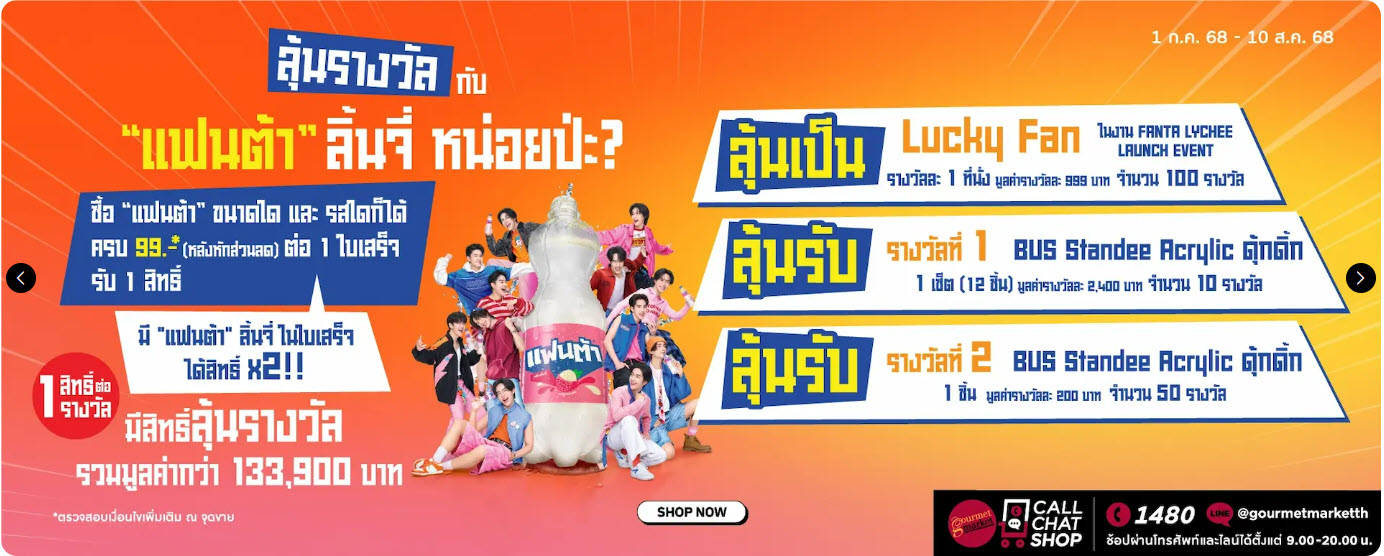 1 ก.ค. 68 - 10 ส.ค. 68
ลุ้นรางวัล กับ
“แฟนต้า” ลิ้นจี่ หน่อยป่ะ?
ซื้อ “แฟนต้า” ขนาดใด และ รสใดก็ได้
ครบ 99.-* (หลังหักส่วนลด) ต่อ 1 ใบเสร็จ
รับ 1 สิทธิ์
มี "แฟนต้า" ลิ้นจี่ ในใบเสร็จ
ได้สิทธิ์ x2!!
1 สิทธิ์ต่อ
รางวัล
มีสิทธิ์ลุ้นรางวัล
รวมมูลค่ากว่า 133,900 บาท
*ตรวจสอบเงื่อนไขเพิ่มเติม ณ จุดขาย
แฟนต้า
ลุ้นเป็น Lucky Fan ในงาน FANTA LYCHEE
LAUNCH EVENT
รางวัลละ 1 ที่นั่ง มูลค่ารางวัลละ 999 บาท จำนวน 100 รางวัล
ลุ้นรับ รางวัลที่ 1 BUS Standee Acrylic ดุ้กดิ้ก
1 เซ็ต (12 ชิ้น) มูลค่ารางวัลละ 2,400 บาท จำนวน 10 รางวัล
ลุ้นรับ รางวัลที่ 2 BUS Standee Acrylic ดุ้กดิ้ก
1 ชิ้น มูลค่ารางวัลละ 200 บาท จำนวน 50 รางวัล
SHOP NOW
Gourmet market
CALL
CHAT
SHOP
1480 LINE @gourmetmarketth
ช้อปผ่านโทรศัพท์และไลน์ได้ตั้งแต่ 9.00-20.00 น.